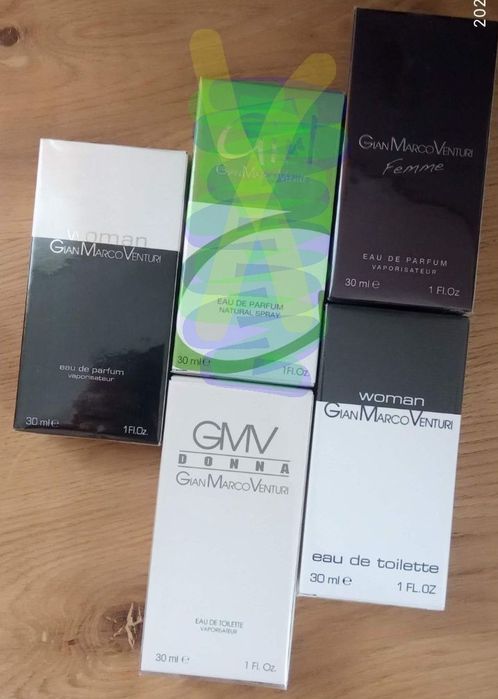 202
GianMarcoVenturi
Femme
EAU DE PARFUM
VAPORISATEUR
30 ml e
1 Fl.Oz
GianMarcoVenturi
EAU DE PARFUM
NATURAL SPRAY
30 ml e
1Fl.Oz.
woman
GianMarcoVenturi
eau de parfum
vaporisateur
30 ml e
1Fl.Oz.
woman
GianMarcoVenturi
eau de toilette
30 ml e
1 FL.OZ
GMV
DONNA
GianMarcoVenturi
EAU DE TOILETTE
VAPORISATEUR
30 ml e
1 Fl. Oz.